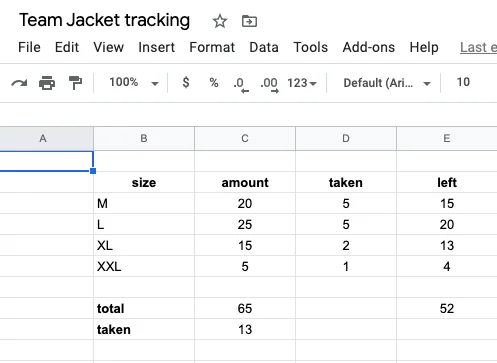 Team Jacket tracking
File Edit View Insert Format Data Tools Add-ons Help Last e
100% $ % .0 .00 123 Default (Ari... 10
A B C D E
size amount taken left
M 20 5 15
L 25 5 20
XL 15 2 13
XXL 5 1 4
total 65 52
taken 13